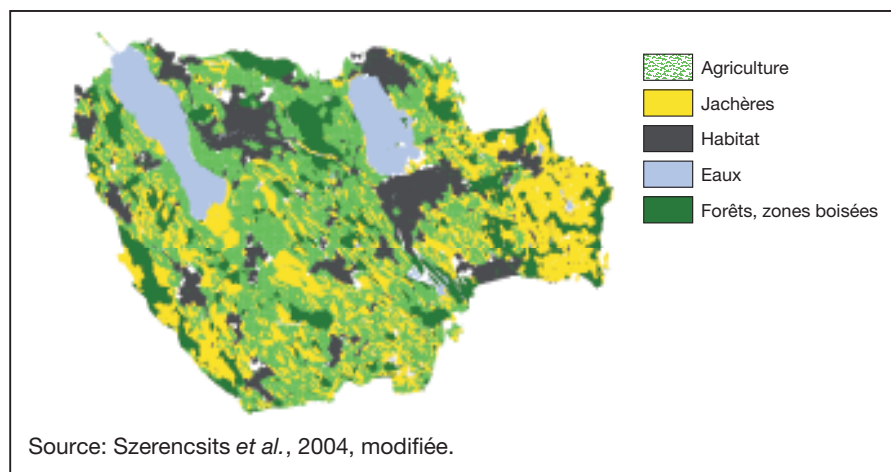 Agriculture
Jachères
Habitat
Eaux
Forêts, zones boisées
Source: Szerencsits et al., 2004, modifiée.